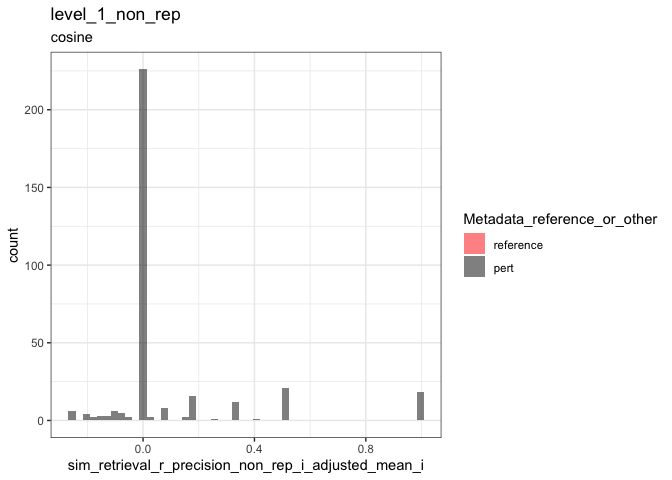 level_1_non_rep
cosine
200
150
100
50
0
count
0.0
0.4
0.8
sim_retrieval_r_precision_non_rep_i_adjusted_mean_i
Metadata_reference_or_other
reference
pert